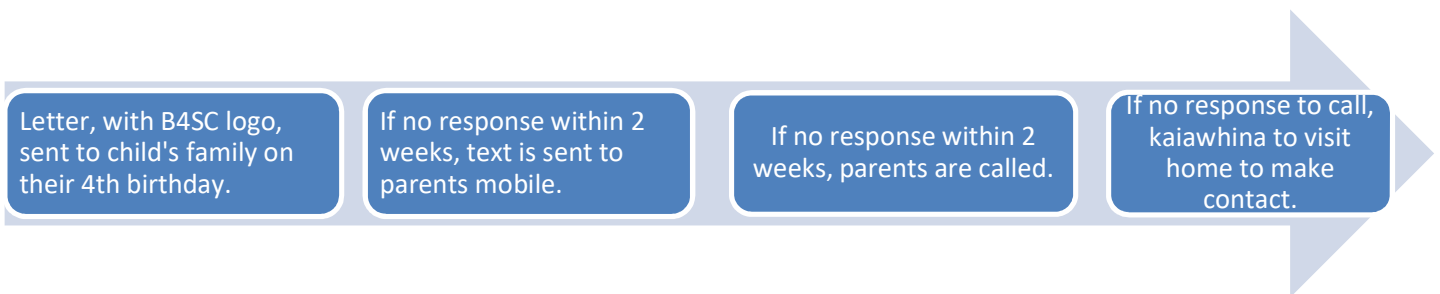 Letter, with B4SC logo,
sent to child's family on
their 4th birthday.
If no response within 2
weeks, text is sent to
parents mobile.
If no response within 2
weeks, parents are called.
If no response to call,
kaiawhina to visit
home to make
contact.